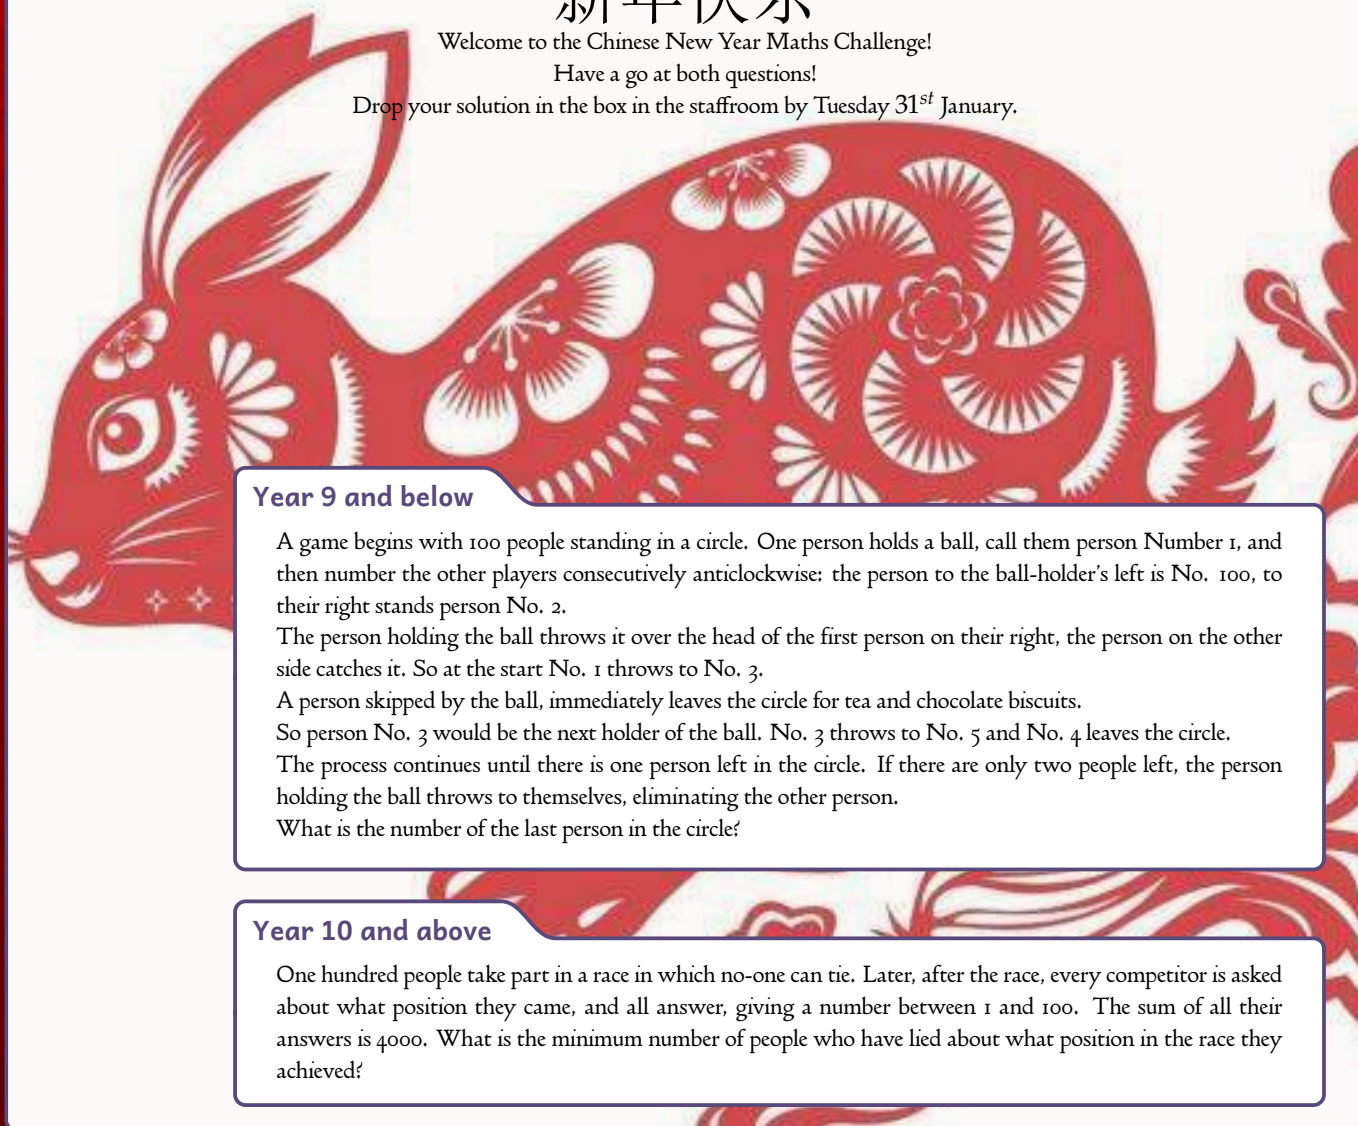 新年快乐
Welcome to the Chinese New Year Maths Challenge!
Have a go at both questions!
Drop your solution in the box in the staffroom by Tuesday 31st January.
Year 9 and below
A game begins with 100 people standing in a circle. One person holds a ball, call them person Number 1, and
then number the other players consecutively anticlockwise: the person to the ball-holder's left is No. 100, to
their right stands person No. 2.
The person holding the ball throws it over the head of the first person on their right, the person on the other
side catches it. So at the start No. 1 throws to No. 3.
A person skipped by the ball, immediately leaves the circle for tea and chocolate biscuits.
So person No. 3 would be the next holder of the ball. No. 3 throws to No. 5 and No. 4 leaves the circle.
The process continues until there is one person left in the circle. If there are only two people left, the person
holding the ball throws to themselves, eliminating the other person.
What is the number of the last person in the circle?
Year 10 and above
One hundred people take part in a race in which no-one can tie. Later, after the race, every competitor is asked
about what position they came, and all answer, giving a number between 1 and 100. The sum of all their
answers is 4000. What is the minimum number of people who have lied about what position in the race they
achieved?